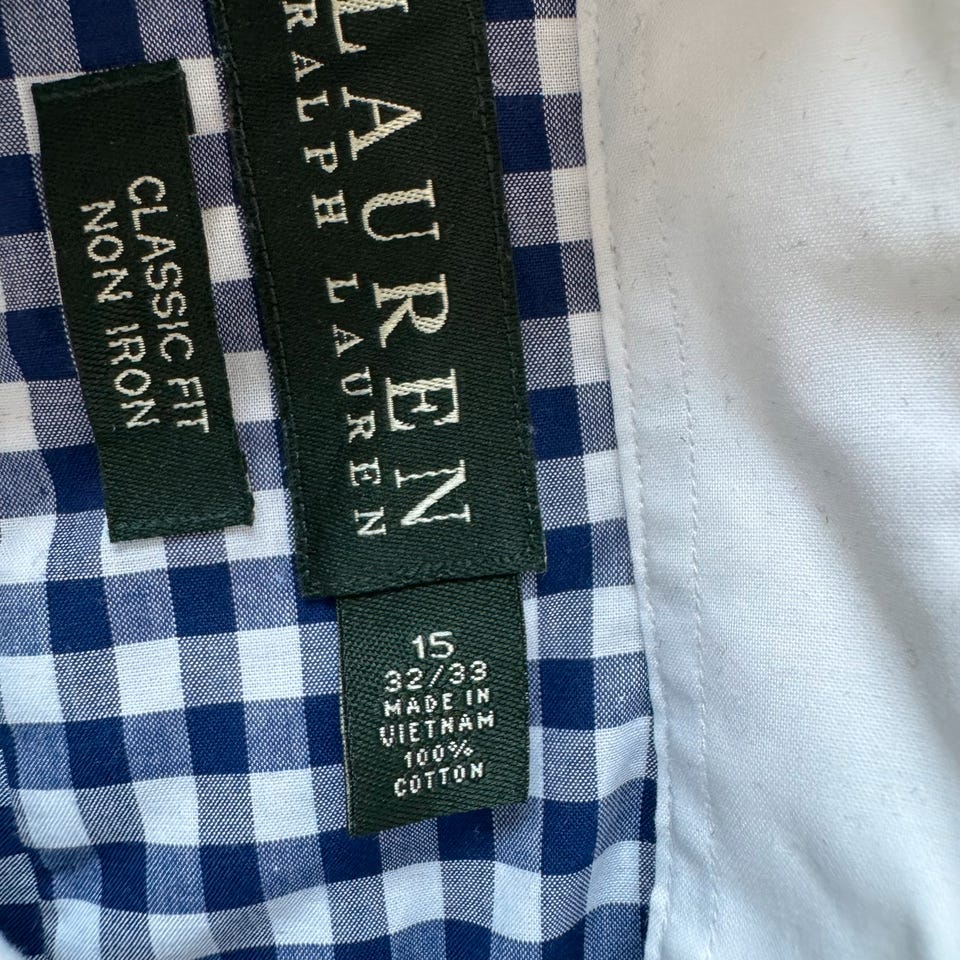 LAUREN
RALPH LAUREN
CLASSIC FIT
NON IRON
15
32/33
MADE IN
VIETNAM
100%
COTTON